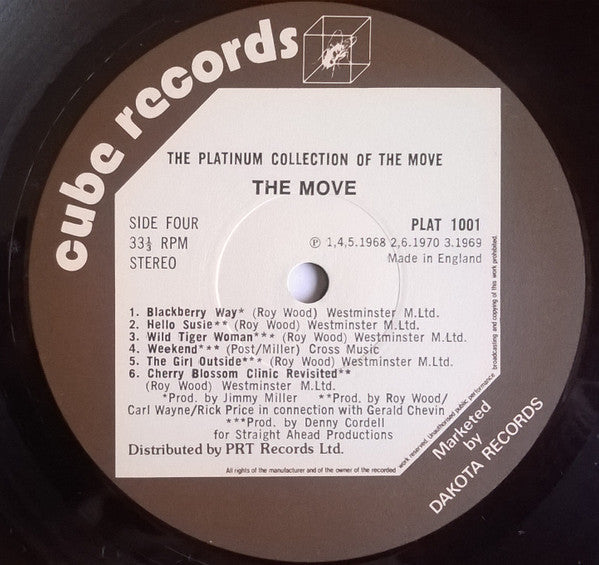 cube records
THE PLATINUM COLLECTION OF THE MOVE
THE MOVE
SIDE FOUR
33⅓ RPM
STEREO
PLAT 1001
℗ 1,4,5.1968 2,6.1970 3.1969
Made in England
1. Blackberry Way* (Roy Wood) Westminster M.Ltd.
2. Hello Susie** (Roy Wood) Westminster M.Ltd.
3. Wild Tiger Woman*** (Roy Wood) Westminster M.Ltd.
4. Weekend*** (Post/Miller) Cross Music
5. The Girl Outside*** (Roy Wood) Westminster M.Ltd.
6. Cherry Blossom Clinic Revisited**
(Roy Wood) Westminster M.Ltd.
*Prod. by Jimmy Miller **Prod. by Roy Wood/
Carl Wayne/Rick Price in connection with Gerald Chevin
***Prod. by Denny Cordell
for Straight Ahead Productions
Distributed by PRT Records Ltd.
All rights of the manufacturer and of the owner of the recorded
work reserved. Unauthorised public performance
broadcasting and copying of this work prohibited
Marketed
by
DAKOTA RECORDS